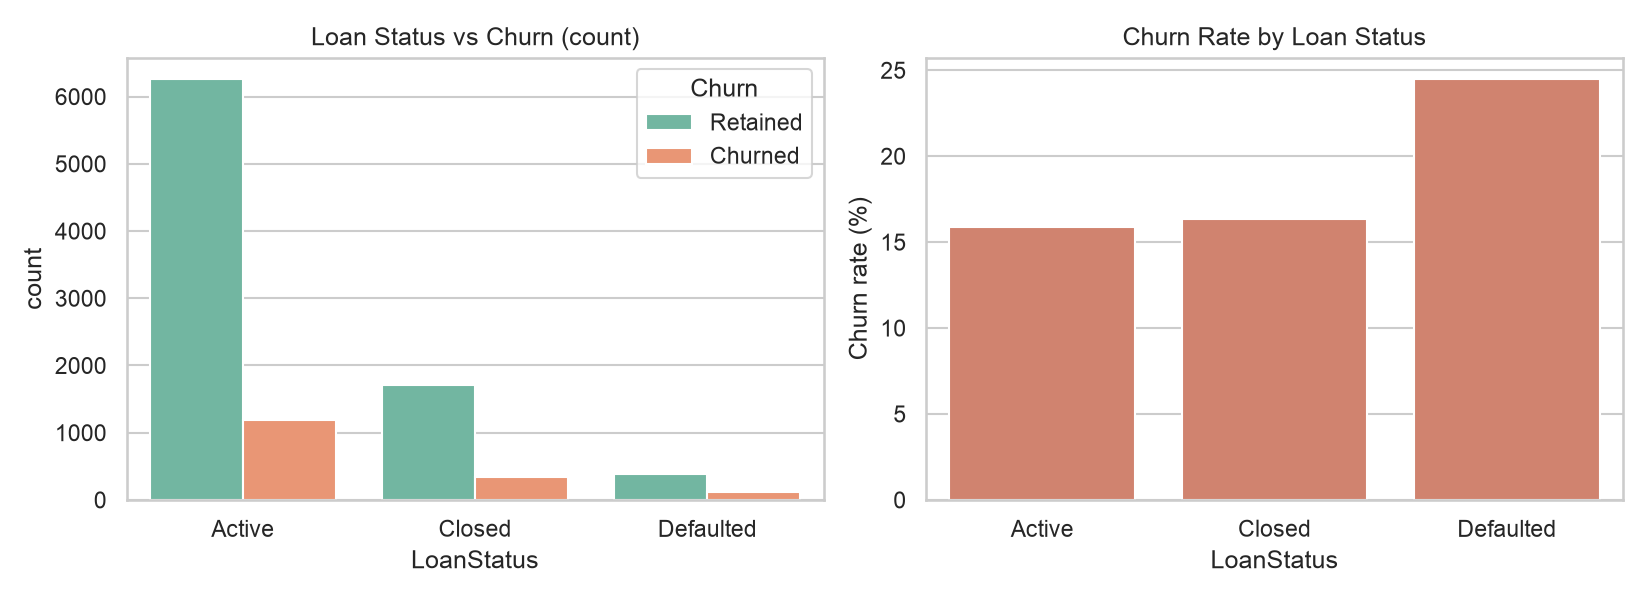 Loan Status vs Churn (count)
Churn
Retained
Churned
count
6000
5000
4000
3000
2000
1000
0
Active
Closed
Defaulted
LoanStatus
Churn Rate by Loan Status
Churn rate (%)
25
20
15
10
5
0
Active
Closed
Defaulted
LoanStatus